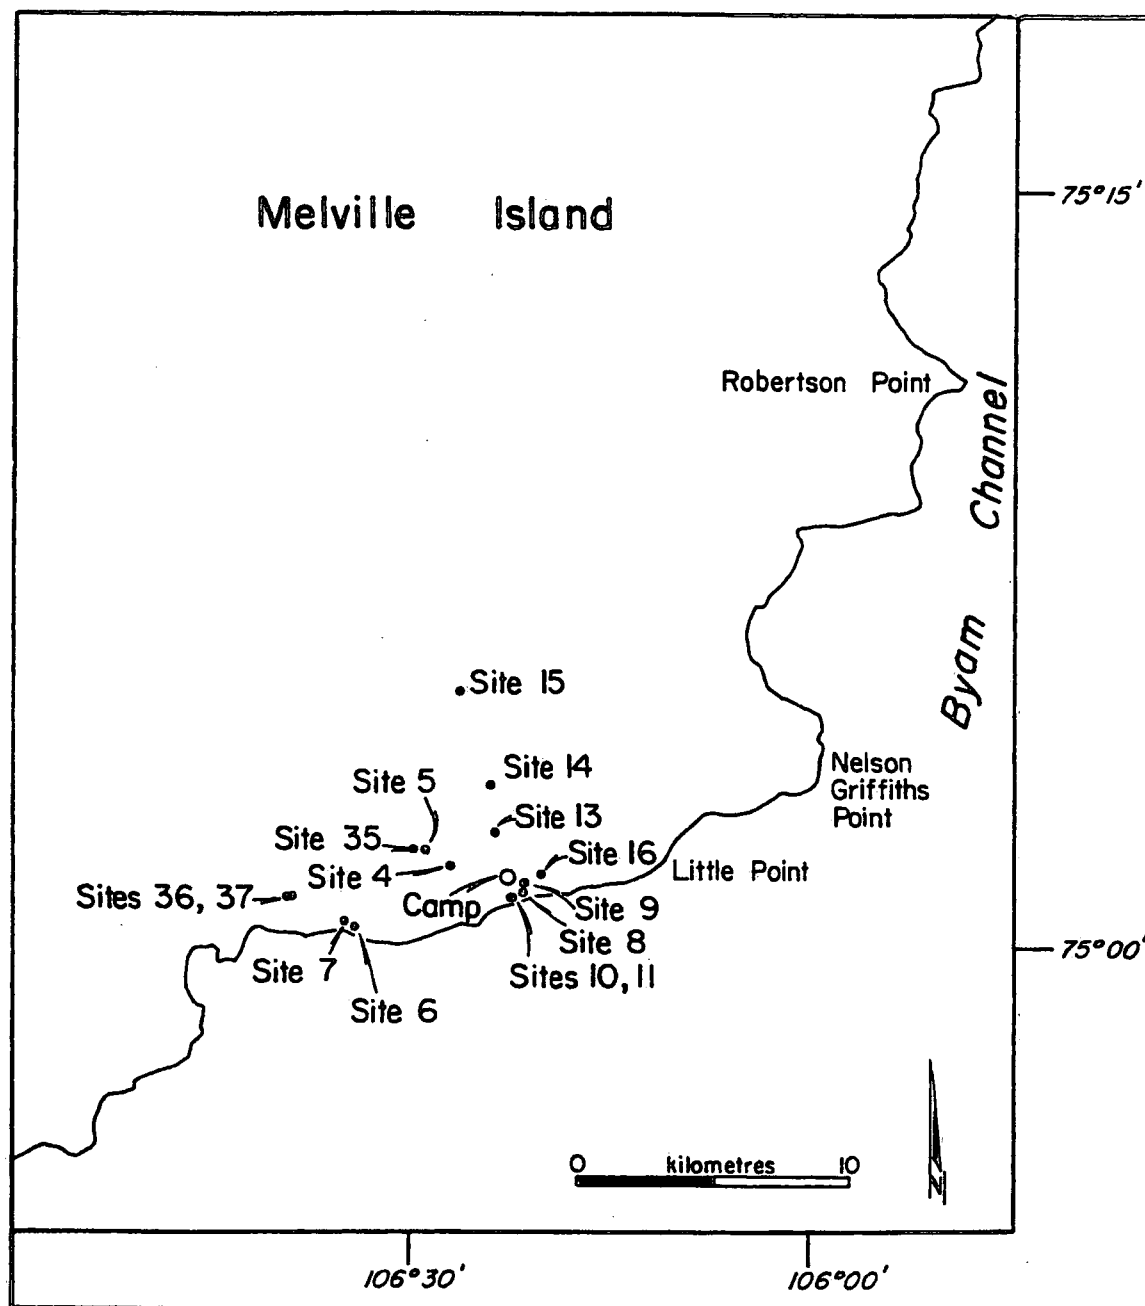 Melville Island
75°15'
Robertson Point
Byam Channel
Site 15
Site 14
Nelson
Griffiths
Point
Site 5
Site 13
Site 35
Site 16
Little Point
Site 4
Sites 36, 37
Camp
Site 9
Site 8
75°00'
Site 7
Sites 10, 11
Site 6
0 kilometres 10
N
106°30'
106°00'